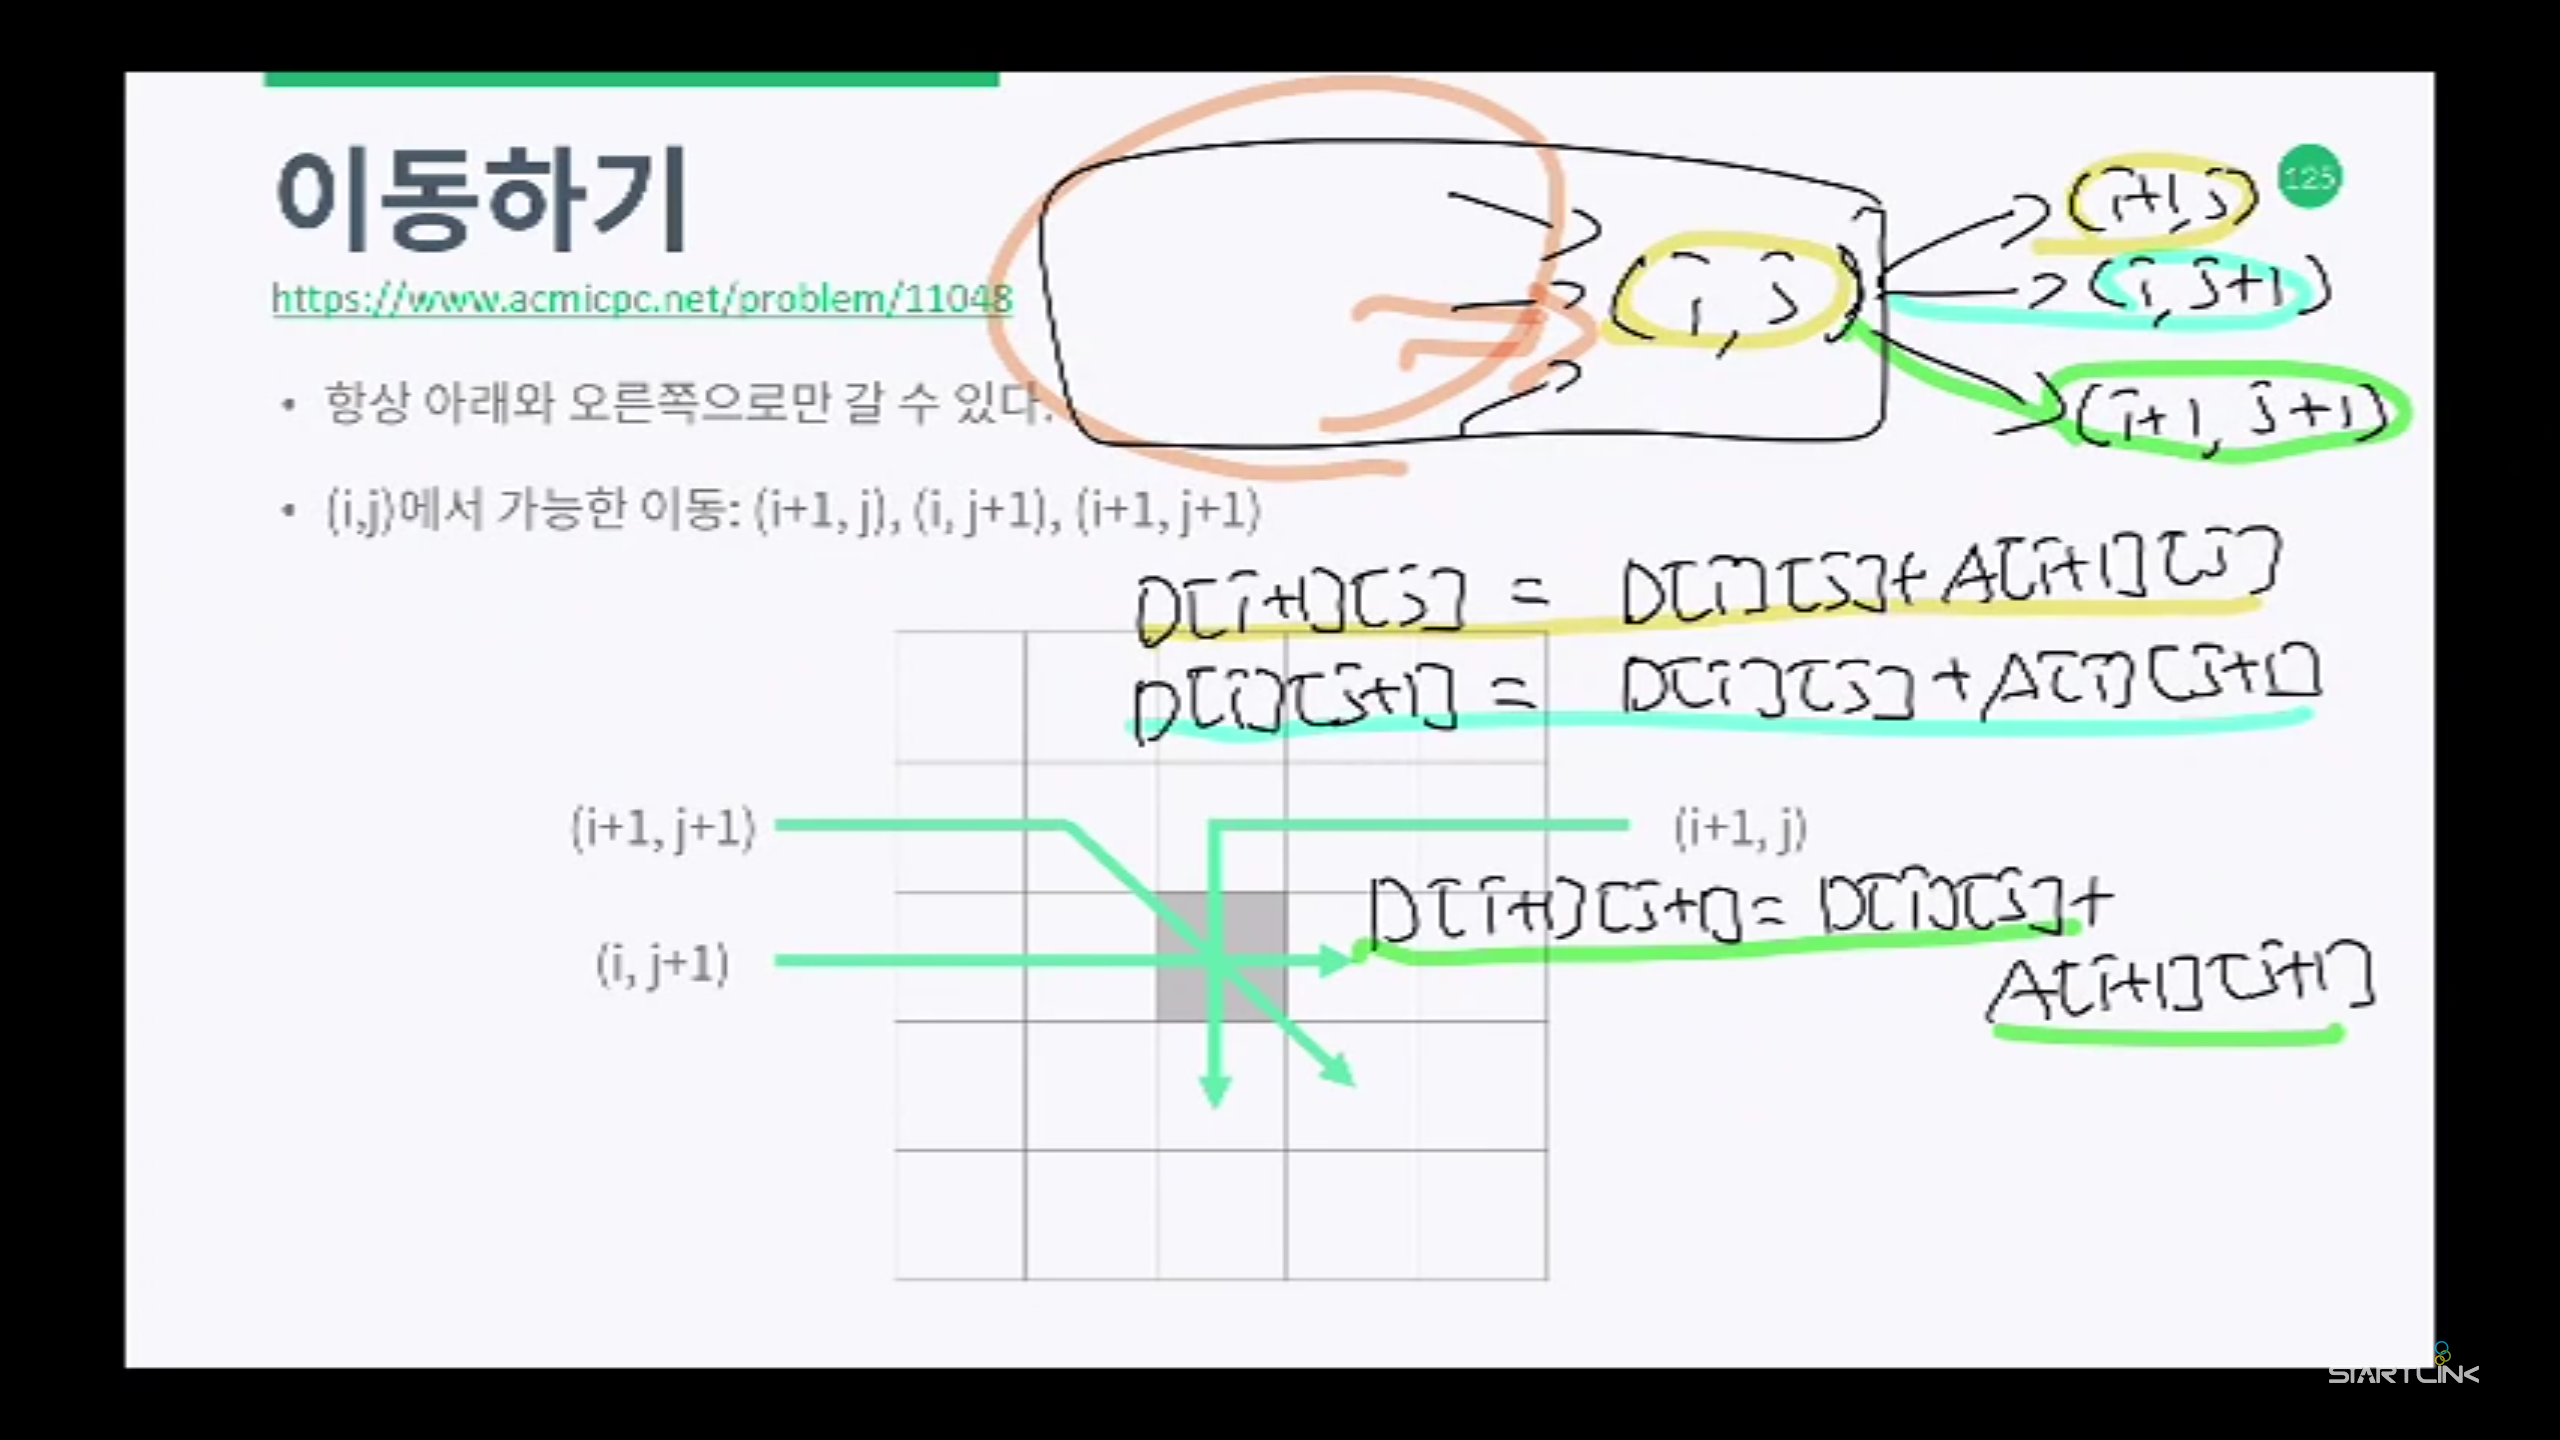 이동하기
125
https://www.acmicpc.net/problem/11048
(i, j)
(i+1, j)
(i, j+1)
(i+1, j+1)
• 항상 아래와 오른쪽으로만 갈 수 있다.
• (i,j)에서 가능한 이동: (i+1, j), (i, j+1), (i+1, j+1)
D[i+1][j] = D[i][j]+A[i+1][j]
D[i][j+1] = D[i][j]+A[i][j+1]
(i+1, j+1)
(i+1, j)
D[i+1][j+1]= D[i][j]+
A[i+1][j+1]
(i, j+1)
STARTLINK